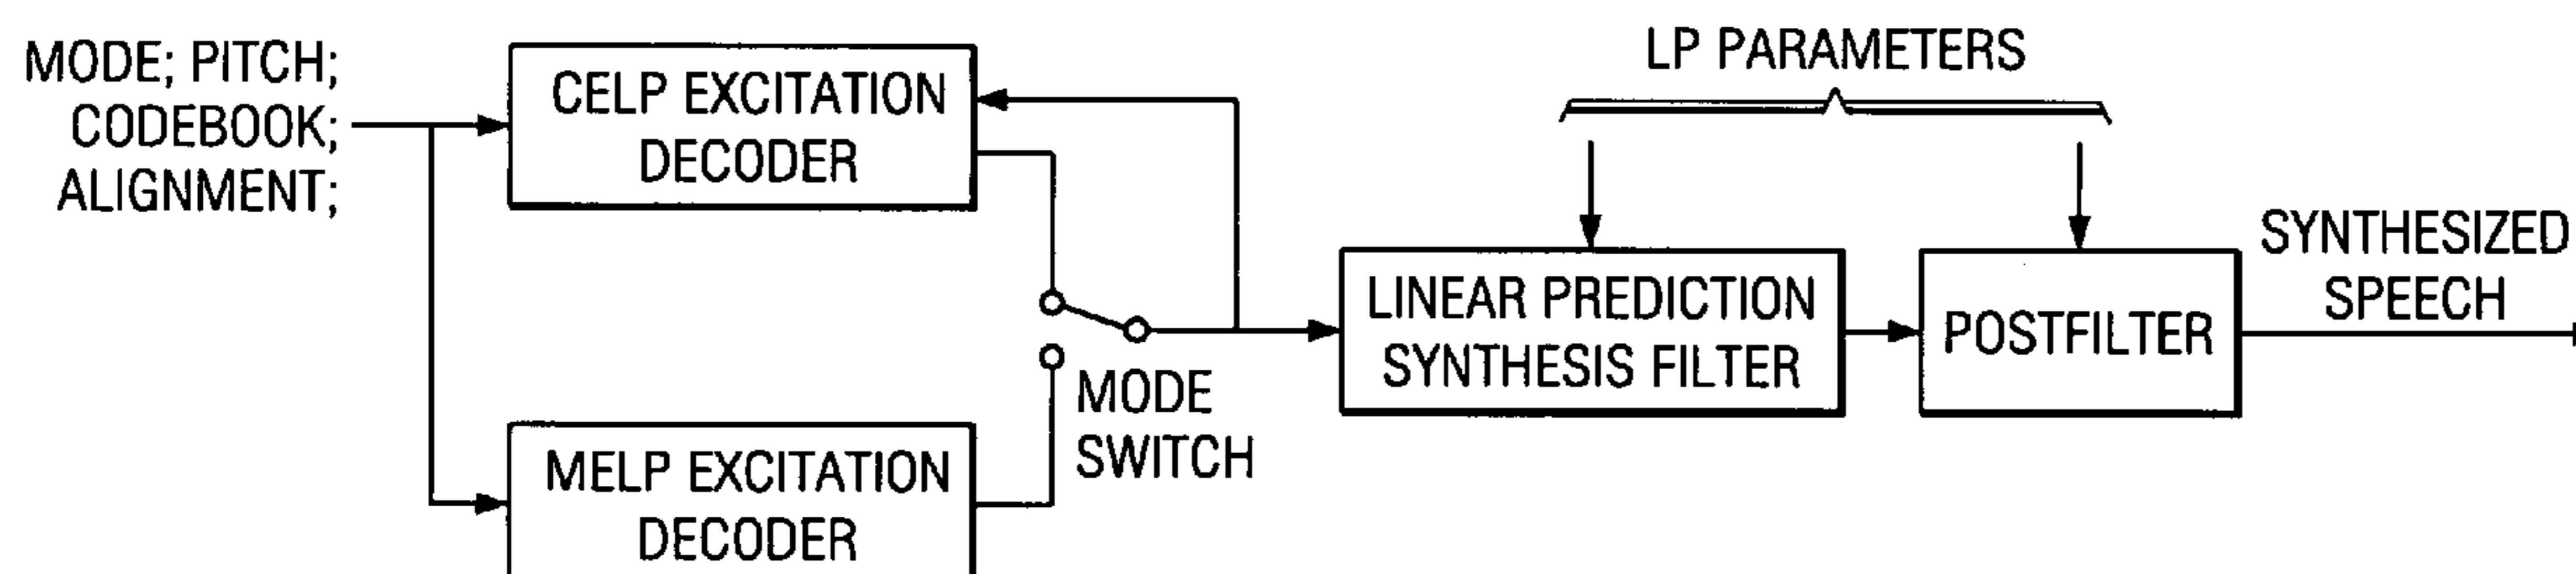 MODE; PITCH;
CODEBOOK;
ALIGNMENT;
CELP EXCITATION
DECODER
LP PARAMETERS
MELP EXCITATION
DECODER
MODE
SWITCH
LINEAR PREDICTION
SYNTHESIS FILTER
POSTFILTER
SYNTHESIZED
SPEECH